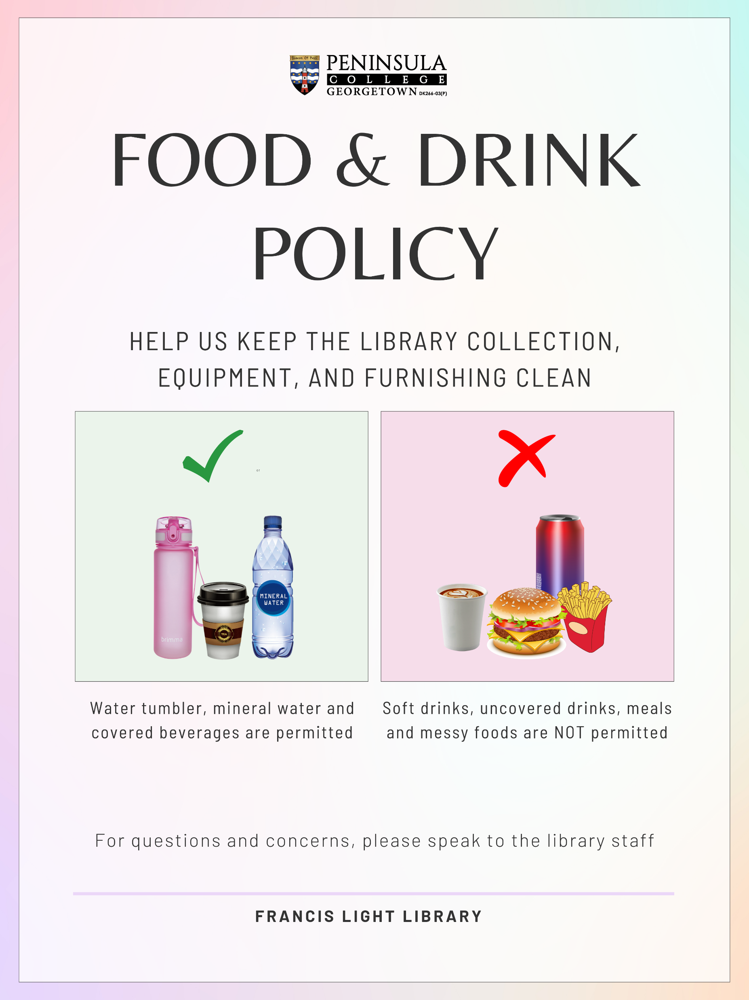 Beacon Of Hope
PENINSULA
COLLEGE
GEORGETOWN DK266-03(P)
FOOD & DRINK
POLICY
HELP US KEEP THE LIBRARY COLLECTION,
EQUIPMENT, AND FURNISHING CLEAN
er
MINERAL
WATER
TEA
brimma
Water tumbler, mineral water and
covered beverages are permitted
Soft drinks, uncovered drinks, meals
and messy foods are NOT permitted
For questions and concerns, please speak to the library staff
FRANCIS LIGHT LIBRARY